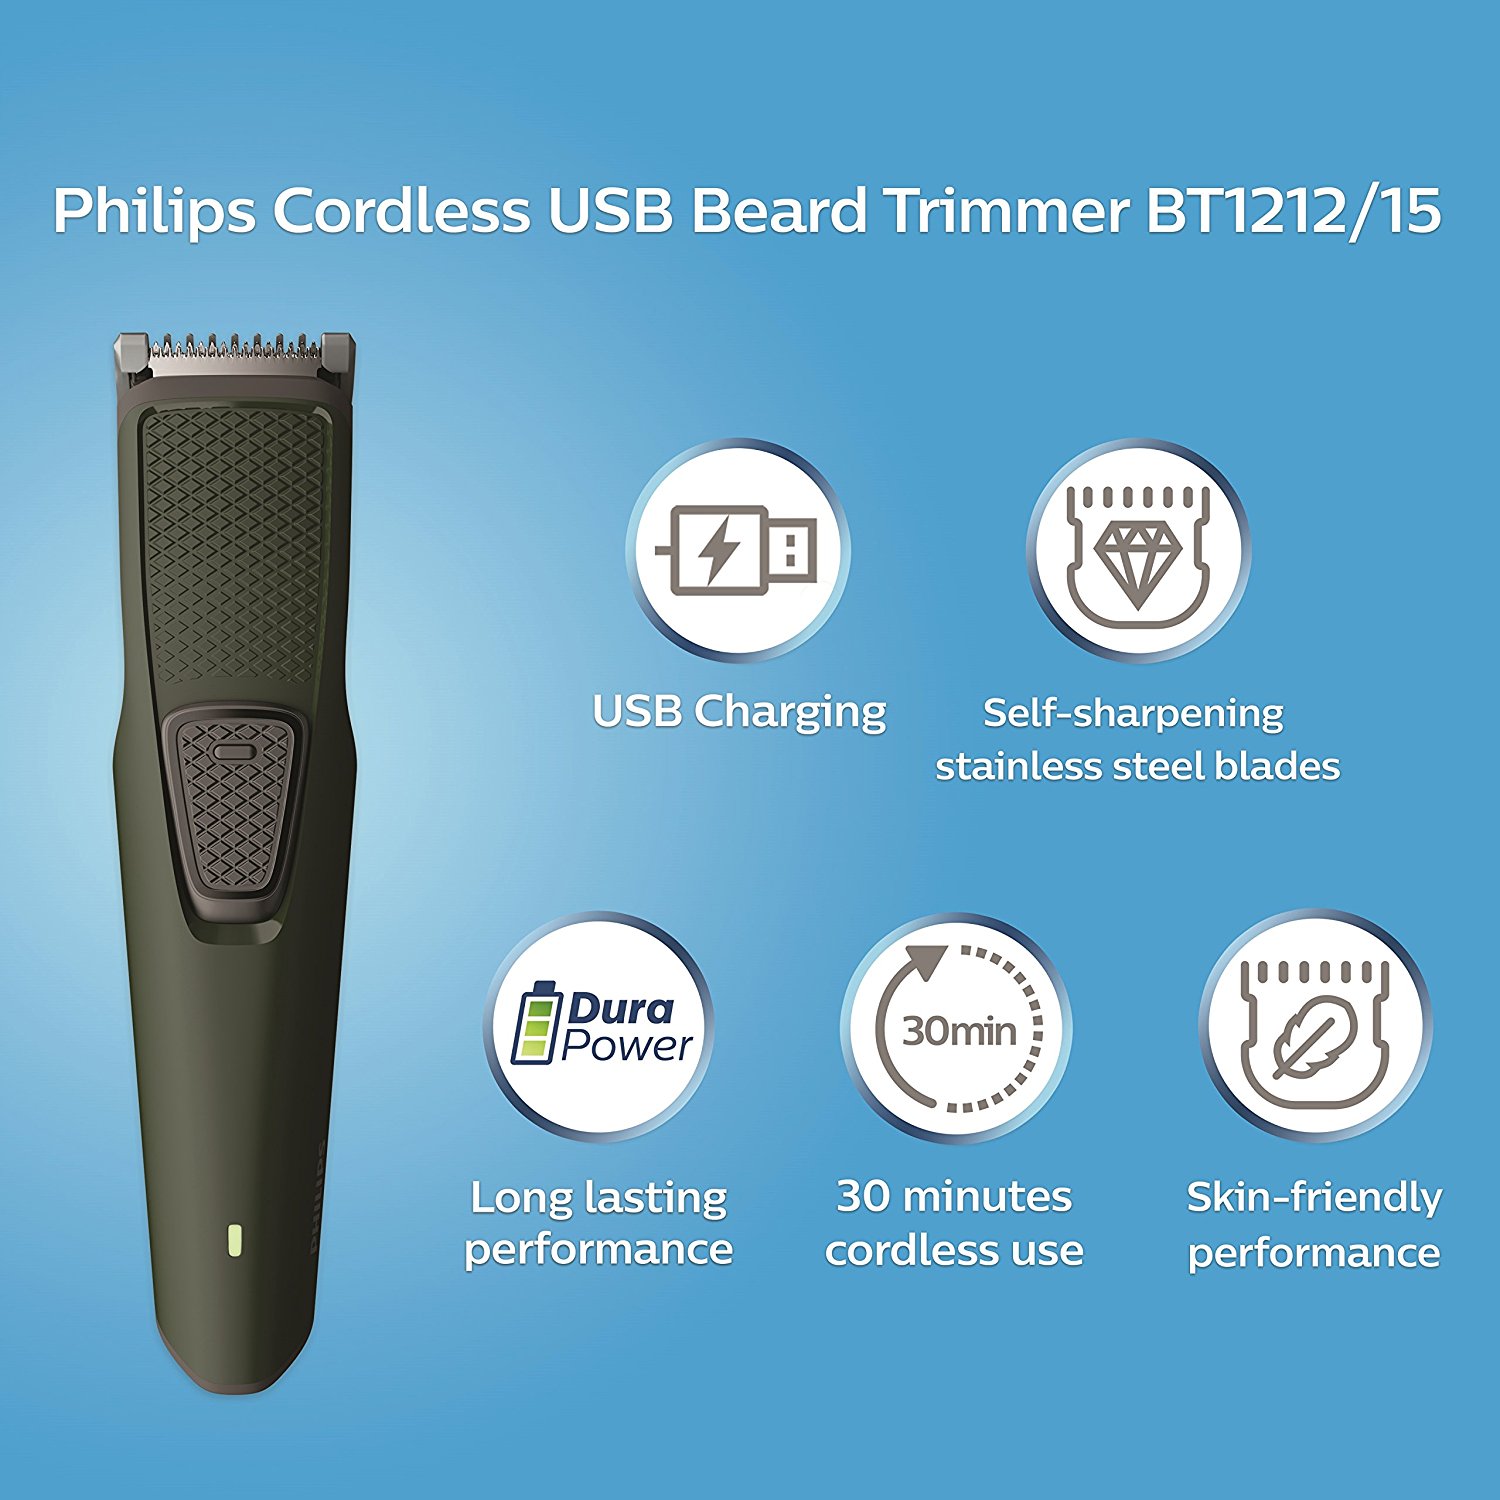 Philips Cordless USB Beard Trimmer BT1212/15
USB Charging
Self-sharpening
stainless steel blades
Dura
Power
30min
PHILIPS
Long lasting
performance
30 minutes
cordless use
Skin-friendly
performance